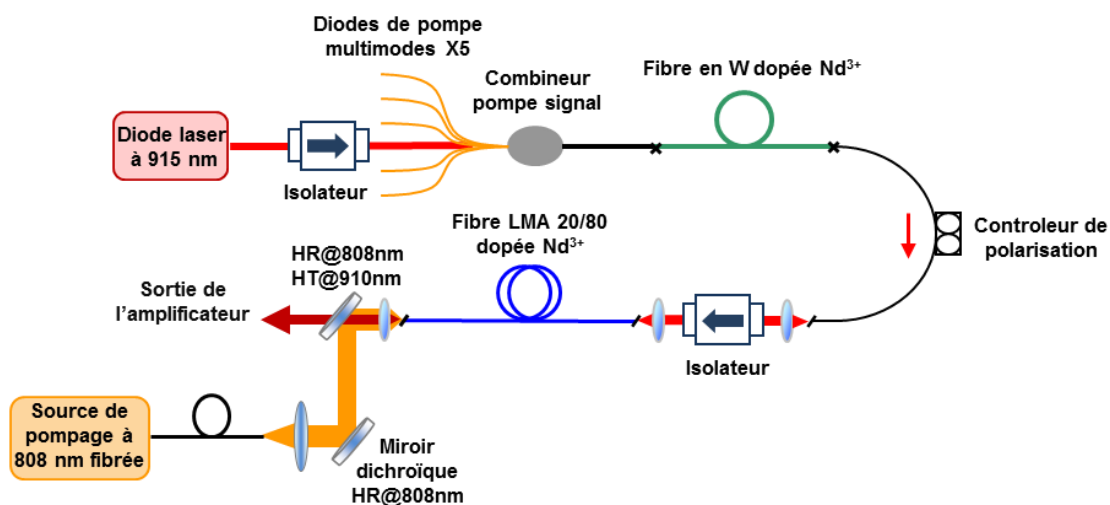 Diodes de pompe
multimodes X5
Combineur
pompe signal
Fibre en W dopée Nd³⁺
Diode laser
à 915 nm
Isolateur
Controleur de
polarisation
Fibre LMA 20/80
dopée Nd³⁺
HR@808nm
HT@910nm
Sortie de
l’amplificateur
Isolateur
Source de
pompage à
808 nm fibrée
Miroir
dichroïque
HR@808nm